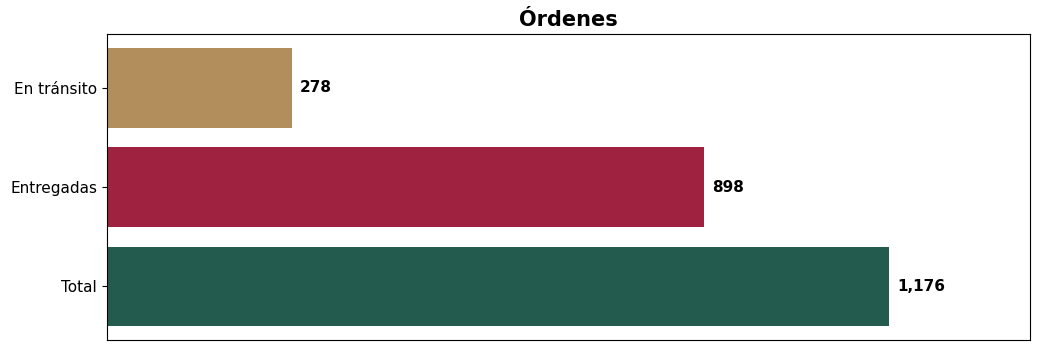 Órdenes
En tránsito 278
Entregadas 898
Total 1,176